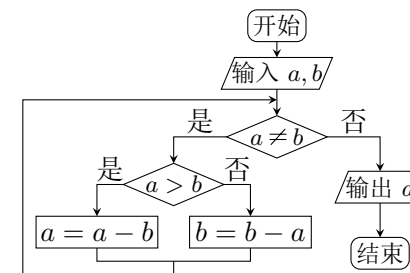 开始
输入 a, b
是
a ≠ b
否
是
a > b
否
输出 a
a = a − b
b = b − a
结束